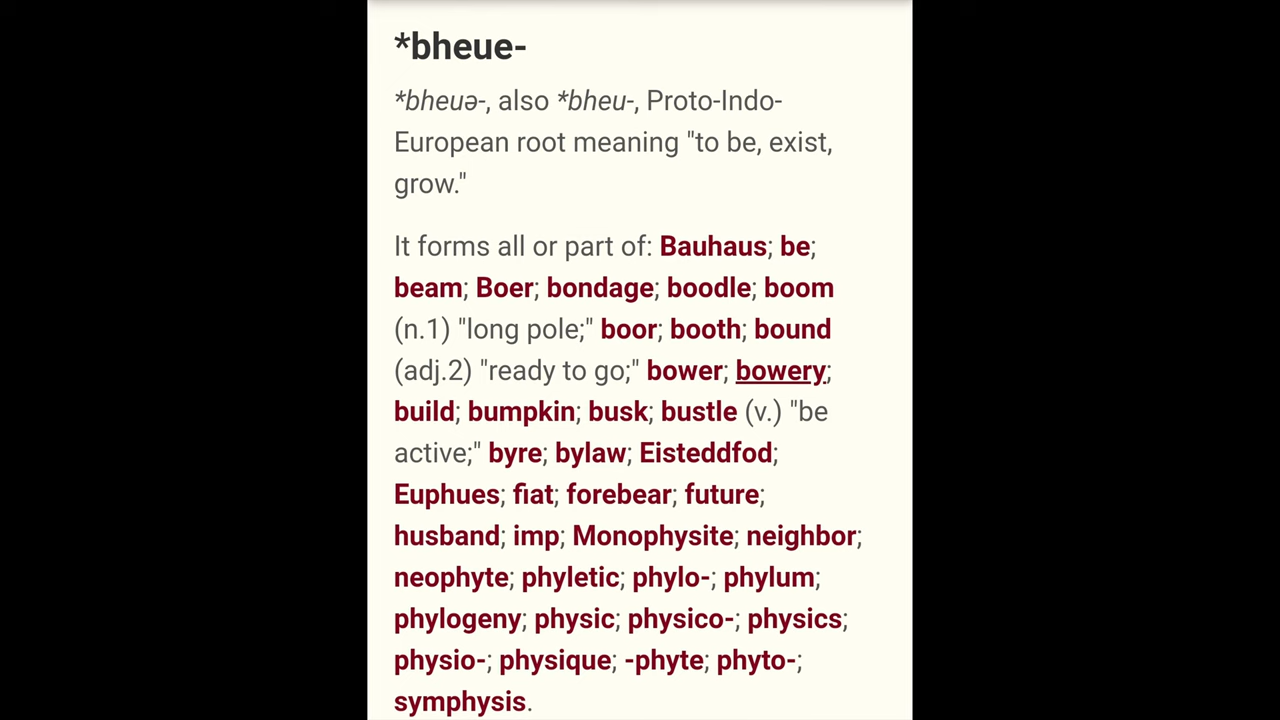 *bheue-
*bheuə-, also *bheu-, Proto-Indo-
European root meaning "to be, exist,
grow."
It forms all or part of: Bauhaus; be;
beam; Boer; bondage; boodle; boom
(n.1) "long pole;" boor; booth; bound
(adj.2) "ready to go;" bower; bowery;
build; bumpkin; busk; bustle (v.) "be
active;" byre; bylaw; Eisteddfod;
Euphues; fiat; forebear; future;
husband; imp; Monophysite; neighbor;
neophyte; phyletic; phylo-; phylum;
phylogeny; physic; physico-; physics;
physio-; physique; -phyte; phyto-;
symphysis.